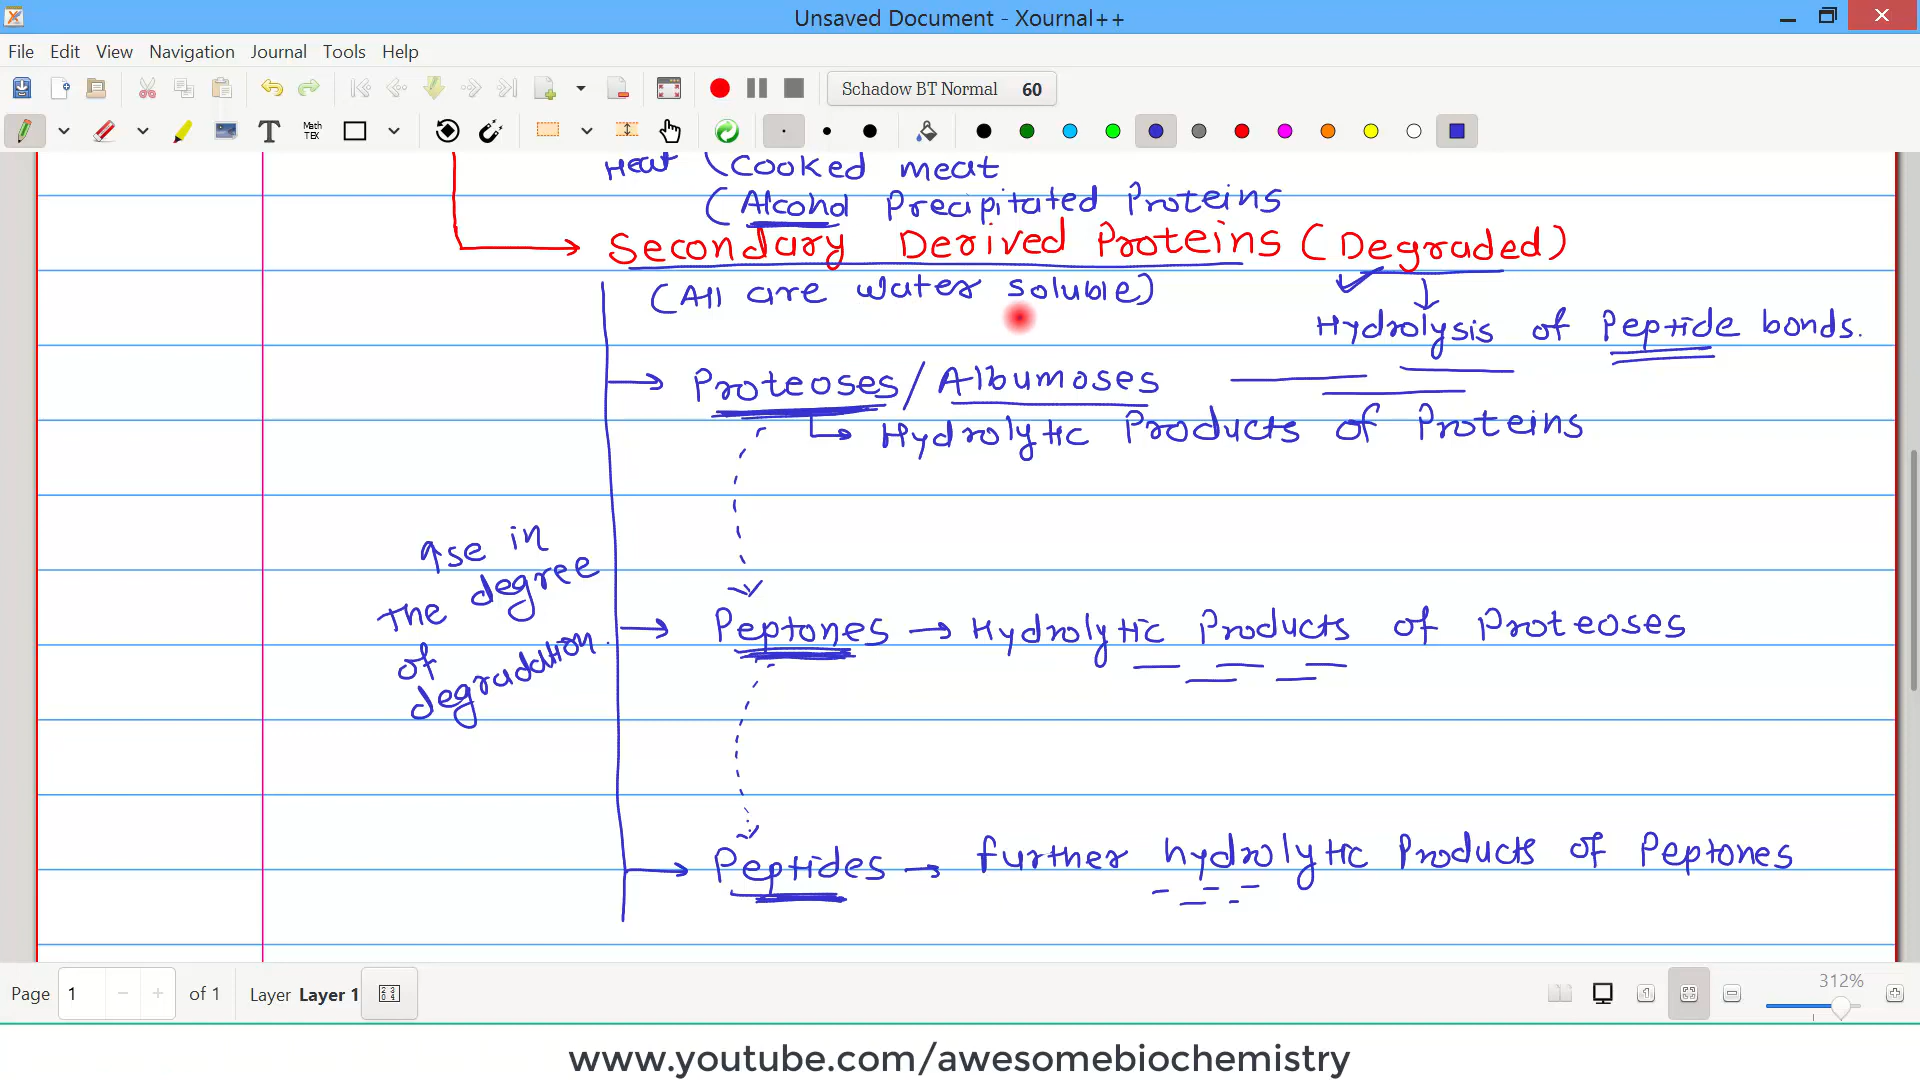 Unsaved Document - Xournal++
File Edit View Navigation Journal Tools Help
Schadow BT Normal 60
Math
TEX
Heat (Cooked meat
(Alcohol Precipitated Proteins
Secondary Derived Proteins (Degraded)
(All are water soluble)
Hydrolysis of Peptide bonds.
Proteoses/Albumoses
Hydrolytic Products of Proteins
↑se in
the degree
of
degradation.
Peptones → Hydrolytic Products of Proteoses
Peptides → further hydrolytic Products of Peptones
Page 1 of 1 Layer Layer 1
312%
www.youtube.com/awesomebiochemistry